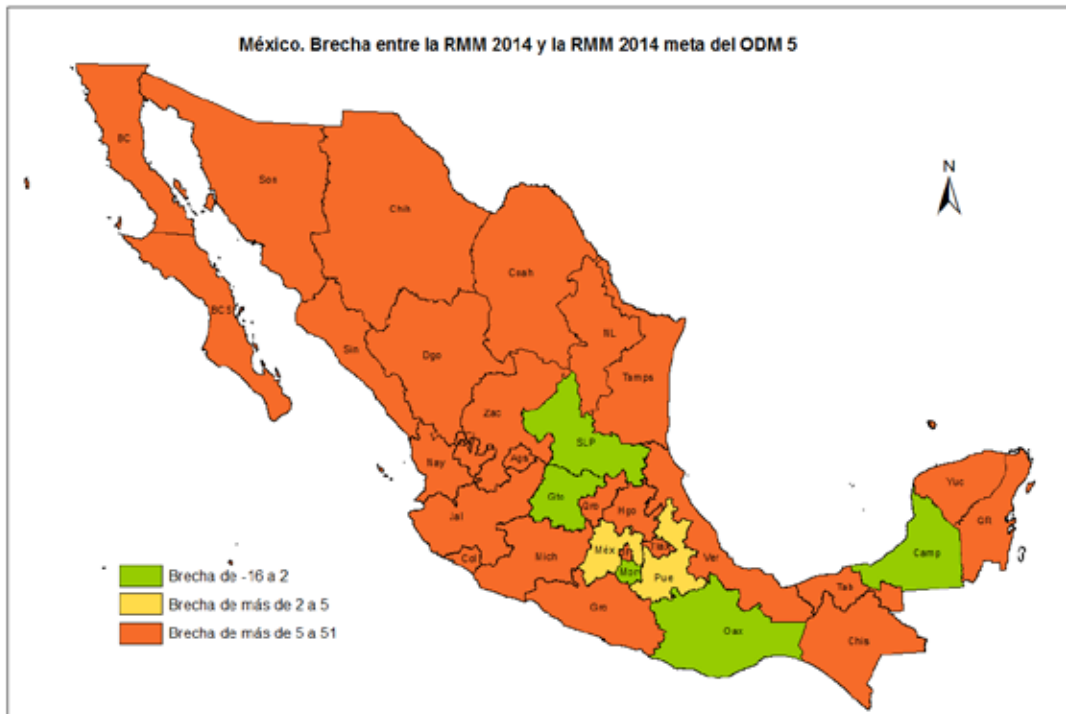 México. Brecha entre la RMM 2014 y la RMM 2014 meta del ODM 5
BC
Son
Chih
N
Coah
BCS
Sin
Dgo
NL
Tamps
Zac
SLP
Nay
Ags
Gto
Qro
Hgo
Yuc
QR
Jal
Col
Mich
Méx
Tlax
Mor
Pue
Ver
Camp
Tab
Gro
Oax
Chis
Brecha de -16 a 2
Brecha de más de 2 a 5
Brecha de más de 5 a 51